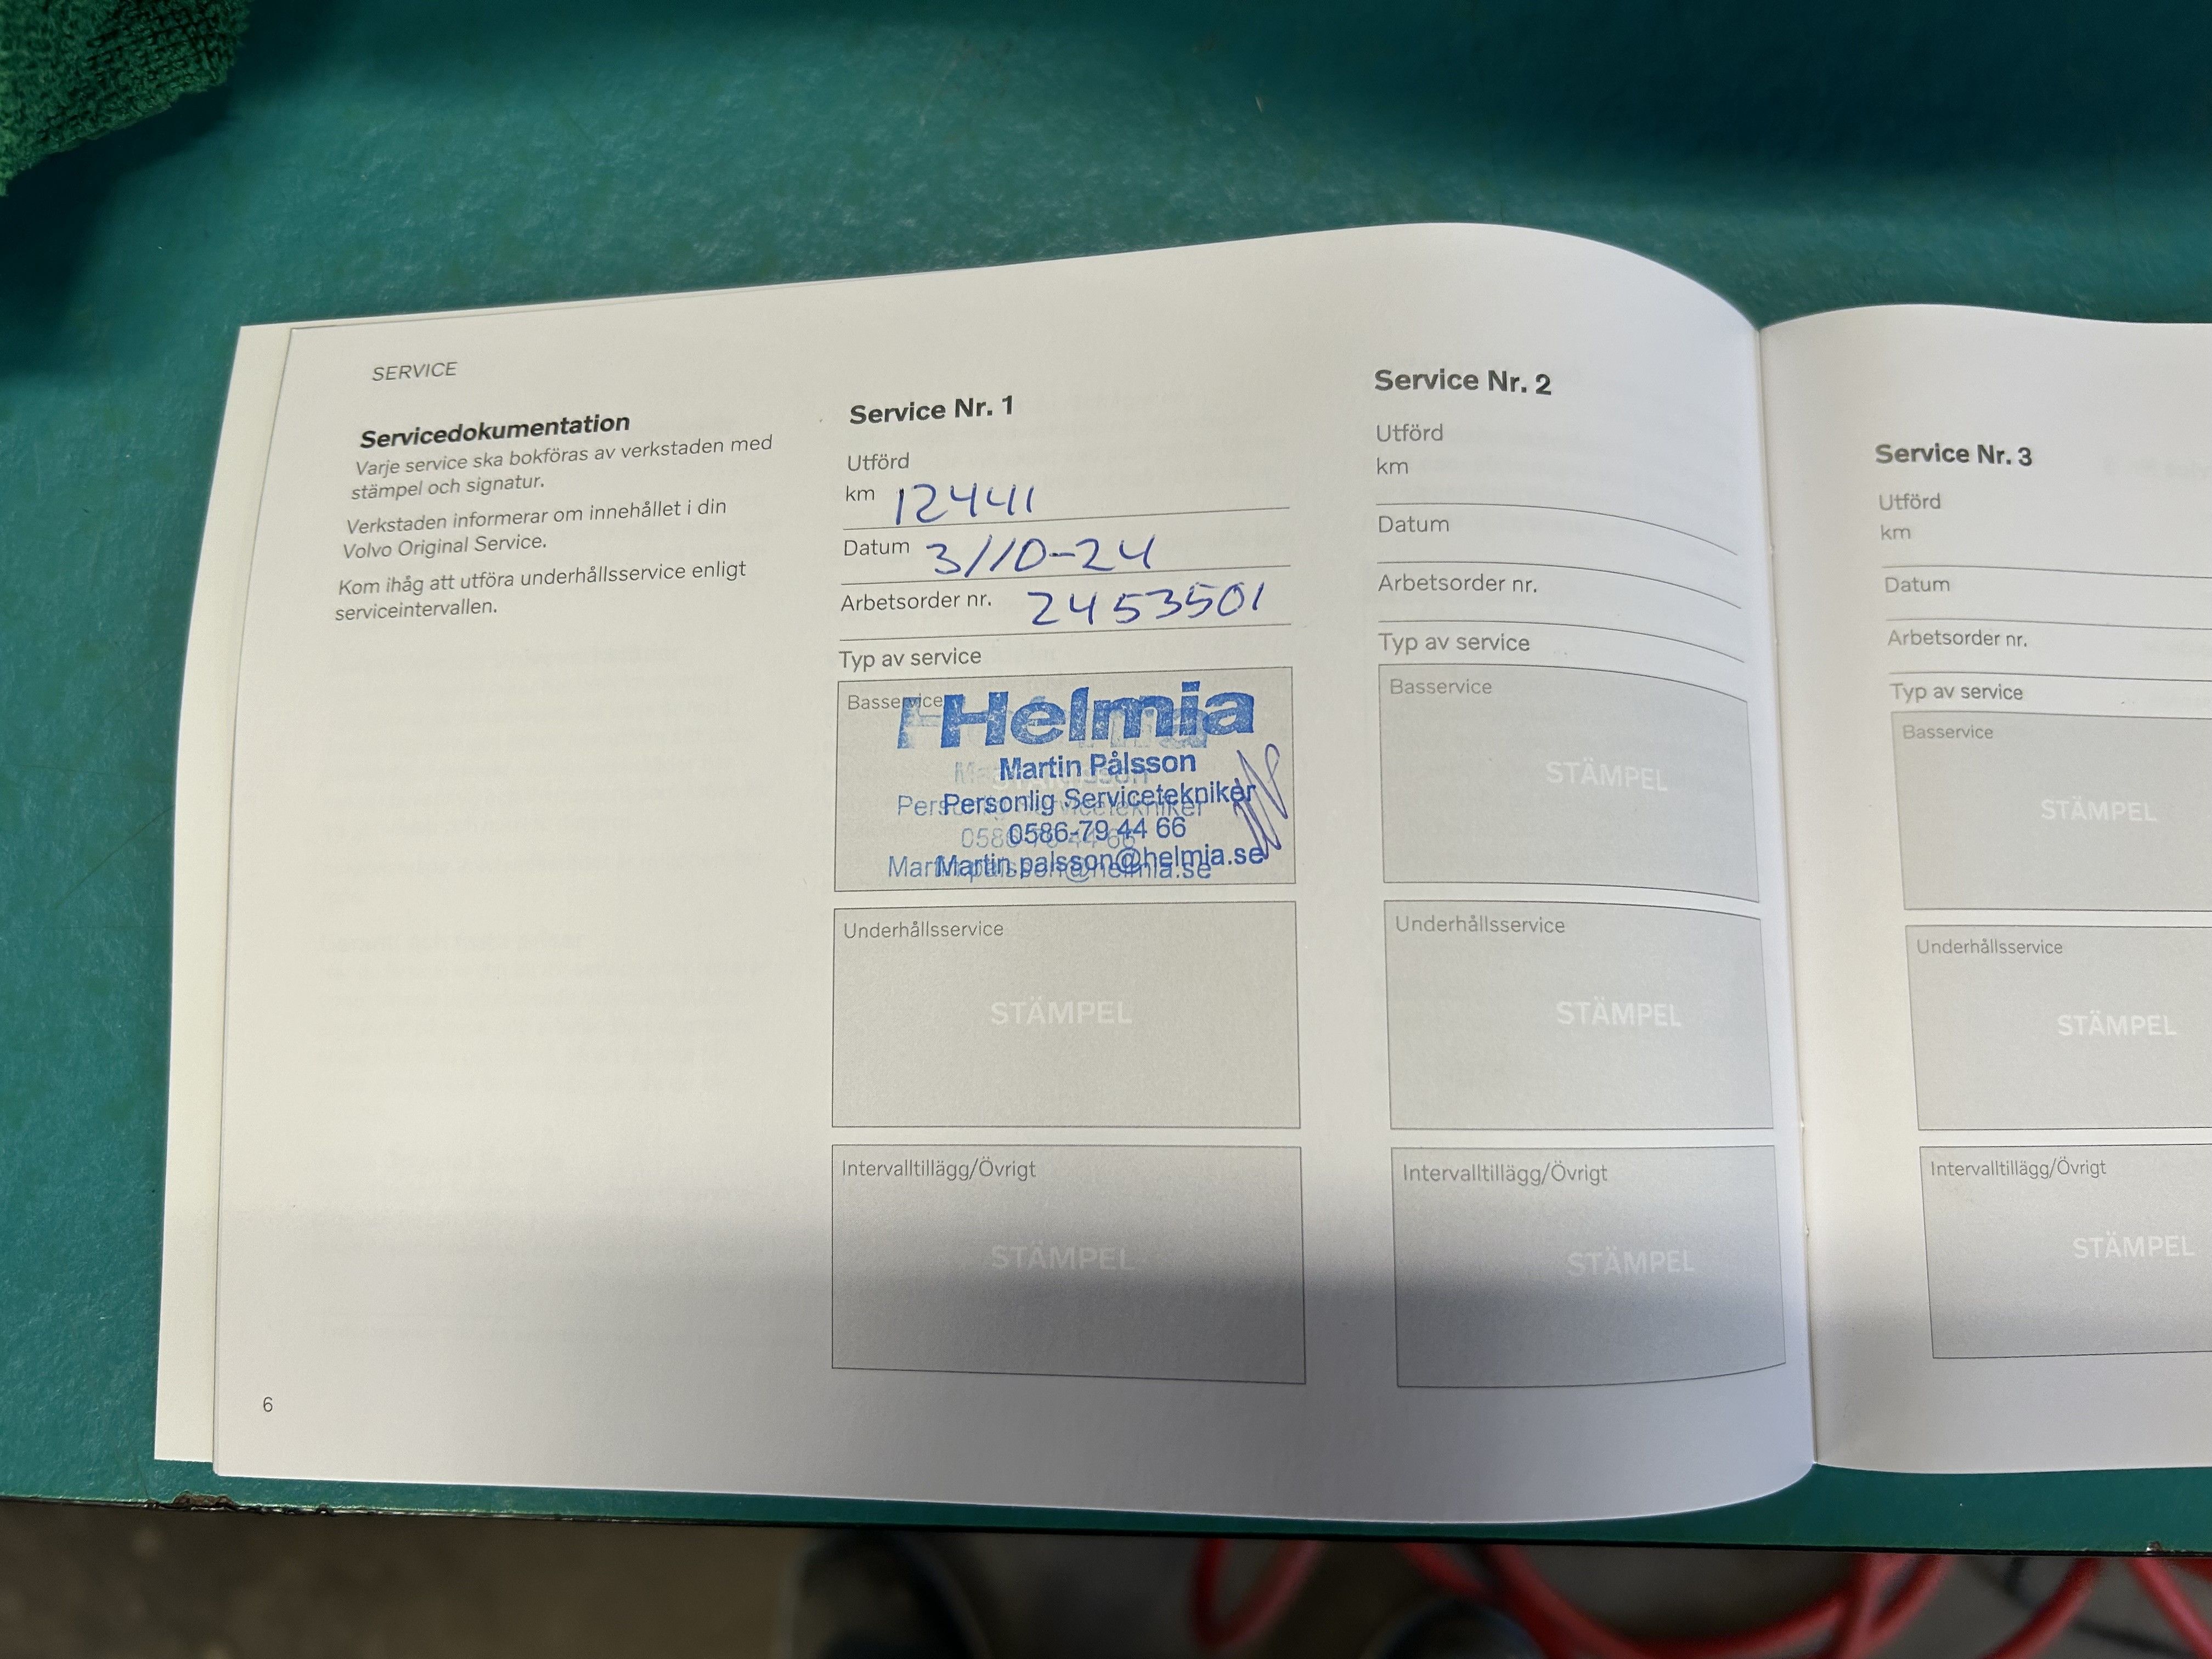 SERVICE
Servicedokumentation
Varje service ska bokföras av verkstaden med
stämpel och signatur.
Verkstaden informerar om innehållet i din
Volvo Original Service.
Kom ihåg att utföra underhållsservice enligt
serviceintervallen.
6
Service Nr. 1
Utförd
km 12441
Datum 3/10-24
Arbetsorder nr. 2453501
Typ av service
Basservice
Helmia
Martin Pålsson
Personlig Servicetekniker
0586-79 44 66
Martin.palsson@helmia.se
Underhållsservice
STÄMPEL
Intervalltillägg/Övrigt
STÄMPEL
Service Nr. 2
Utförd
km
Datum
Arbetsorder nr.
Typ av service
Basservice
STÄMPEL
Underhållsservice
STÄMPEL
Intervalltillägg/Övrigt
STÄMPEL
Service Nr. 3
Utförd
km
Datum
Arbetsorder nr.
Typ av service
Basservice
STÄMPEL
Underhållsservice
STÄMPEL
Intervalltillägg/Övrigt
STÄMPEL